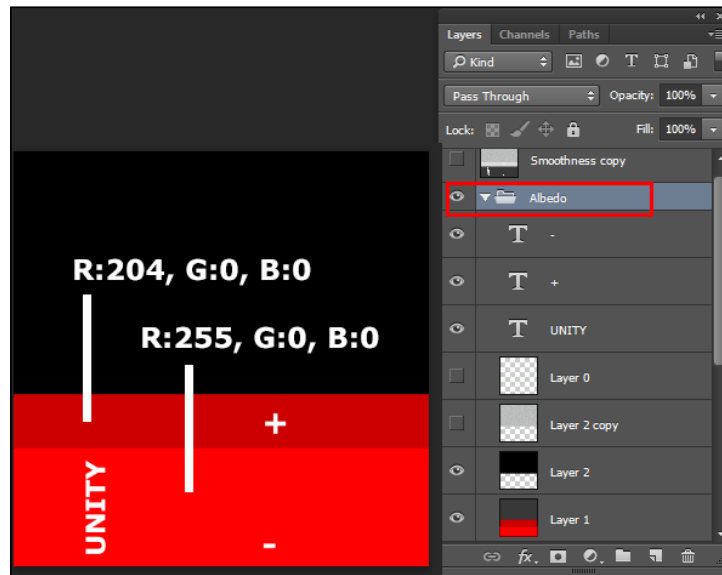 R:204, G:0, B:0
R:255, G:0, B:0
+
UNITY
-
Layers Channels Paths
Kind
T
Pass Through Opacity: 100%
Lock: Fill: 100%
Smoothness copy
Albedo
T -
T +
T UNITY
Layer 0
Layer 2 copy
Layer 2
Layer 1
fx.